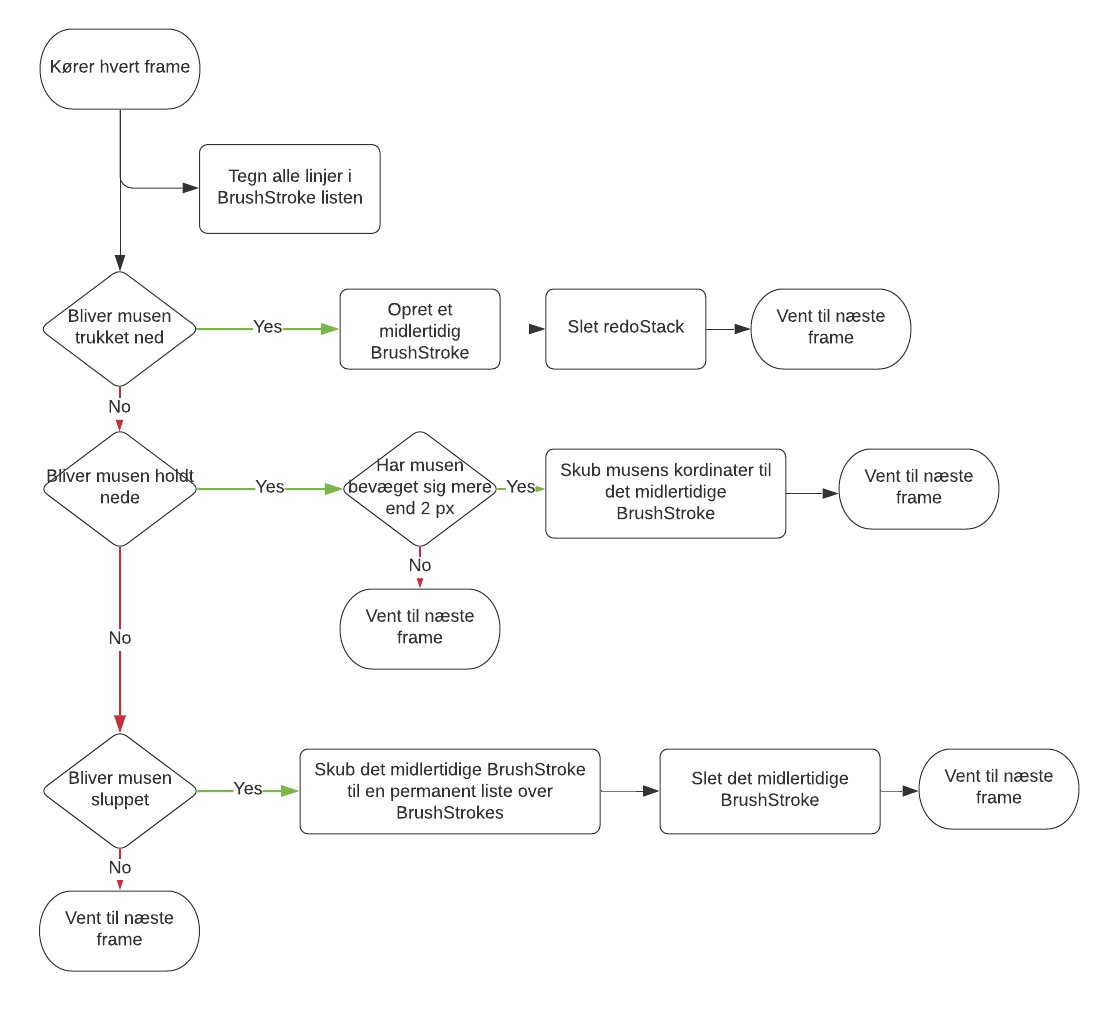 Kører hvert frame
Tegn alle linjer i
BrushStroke listen
Bliver musen
trukket ned
Yes
Opret et
midlertidig
BrushStroke
Slet redoStack
Vent til næste
frame
No
Bliver musen holdt
nede
Yes
Har musen
bevæget sig mere
end 2 px
Yes
Skub musens kordinater til
det midlertidige
BrushStroke
Vent til næste
frame
No
Vent til næste
frame
No
Bliver musen
sluppet
Yes
Skub det midlertidige BrushStroke
til en permanent liste over
BrushStrokes
Slet det midlertidige
BrushStroke
Vent til næste
frame
No
Vent til næste
frame